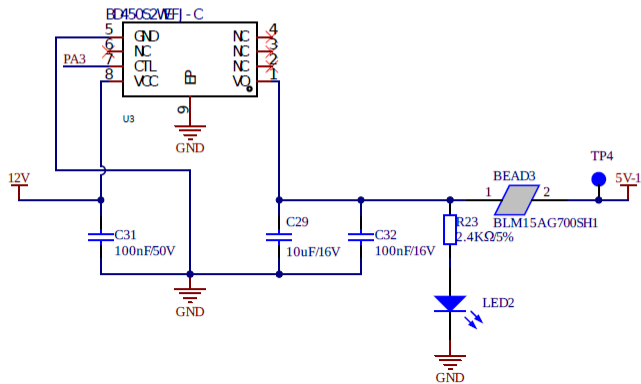 BD450S2WEFJ-C
5 GND NC 4
6 NC NC 3
PA3 7 CTL NC 2
8 VCC EP VO 1
9
U3
GND
TP4
12V BEAD3 5V-1
1 2
C31 C29 C32 R23 BLM15AG700SH1
100nF/50V 10uF/16V 100nF/16V 2.4KΩ/5%
LED2
GND
GND